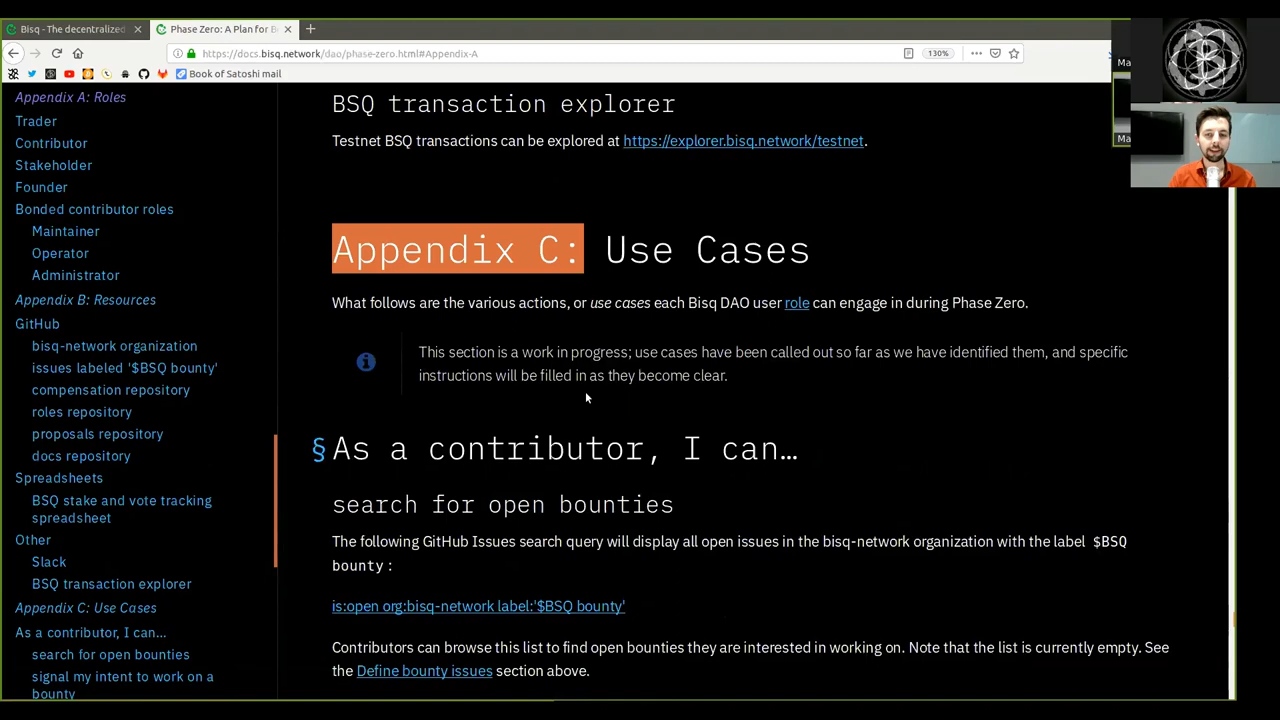 Bisq - The decentralized
Phase Zero: A Plan for B
https://docs.bisq.network/dao/phase-zero.html#Appendix-A
130%
Book of Satoshi mail
Ma
Ma
Appendix A: Roles
Trader
Contributor
Stakeholder
Founder
Bonded contributor roles
Maintainer
Operator
Administrator
Appendix B: Resources
GitHub
bisq-network organization
issues labeled '$BSQ bounty'
compensation repository
roles repository
proposals repository
docs repository
Spreadsheets
BSQ stake and vote tracking
spreadsheet
Other
Slack
BSQ transaction explorer
Appendix C: Use Cases
As a contributor, I can…
search for open bounties
signal my intent to work on a
bounty
BSQ transaction explorer
Testnet BSQ transactions can be explored at https://explorer.bisq.network/testnet.
Appendix C: Use Cases
What follows are the various actions, or use cases each Bisq DAO user role can engage in during Phase Zero.
This section is a work in progress; use cases have been called out so far as we have identified them, and specific
instructions will be filled in as they become clear.
§ As a contributor, I can…
search for open bounties
The following GitHub Issues search query will display all open issues in the bisq-network organization with the label $BSQ
bounty:
is:open org:bisq-network label:'$BSQ bounty'
Contributors can browse this list to find open bounties they are interested in working on. Note that the list is currently empty. See
the Define bounty issues section above.